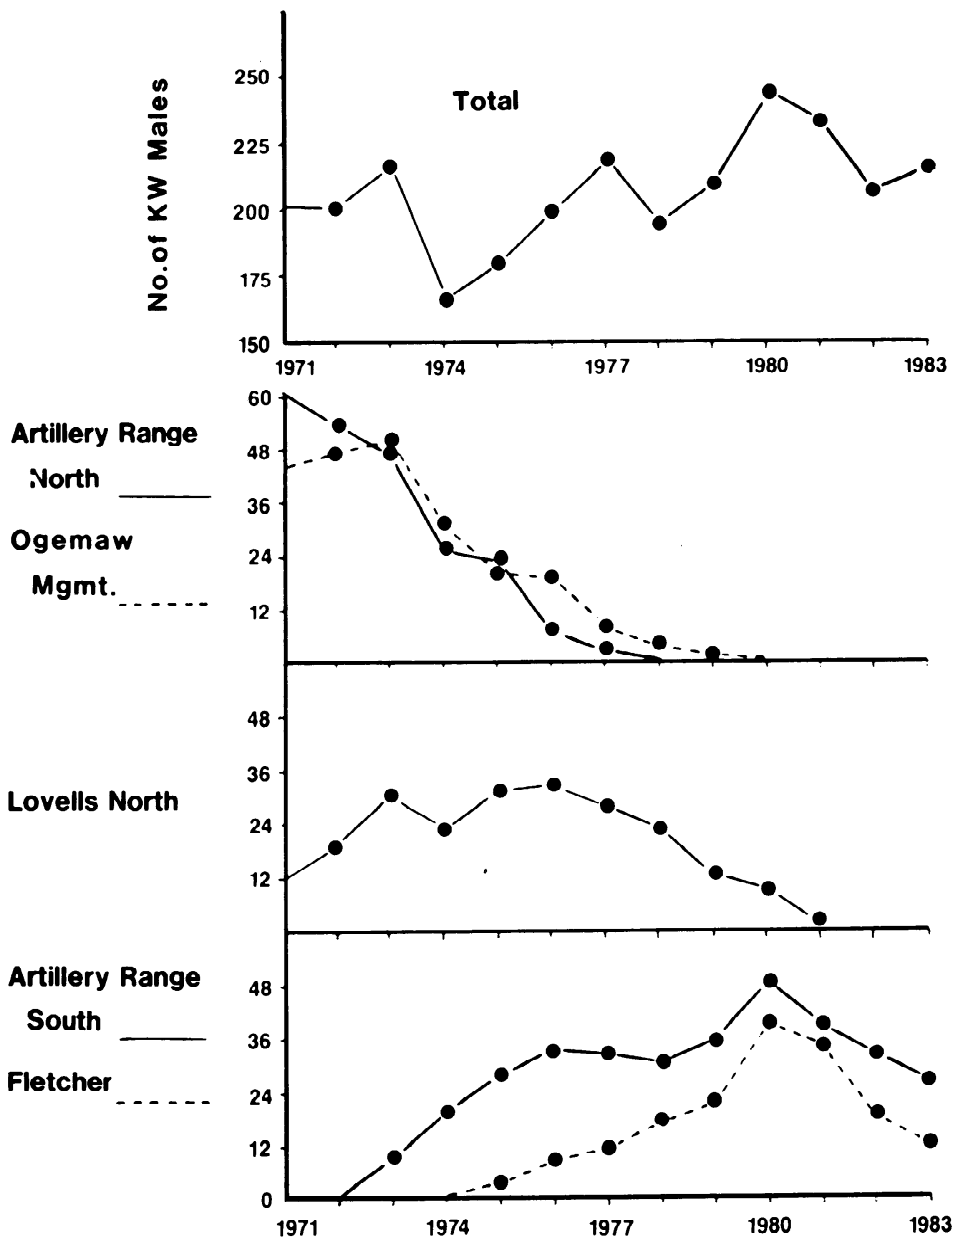 250
Total
225
200
175
150
No. of KW Males
1971 1974 1977 1980 1983
60
Artillery Range
48
North
36
Ogemaw
24
Mgmt.
12
48
36
Lovells North
24
12
Artillery Range
48
South
36
Fletcher
24
12
0
1971 1974 1977 1980 1983